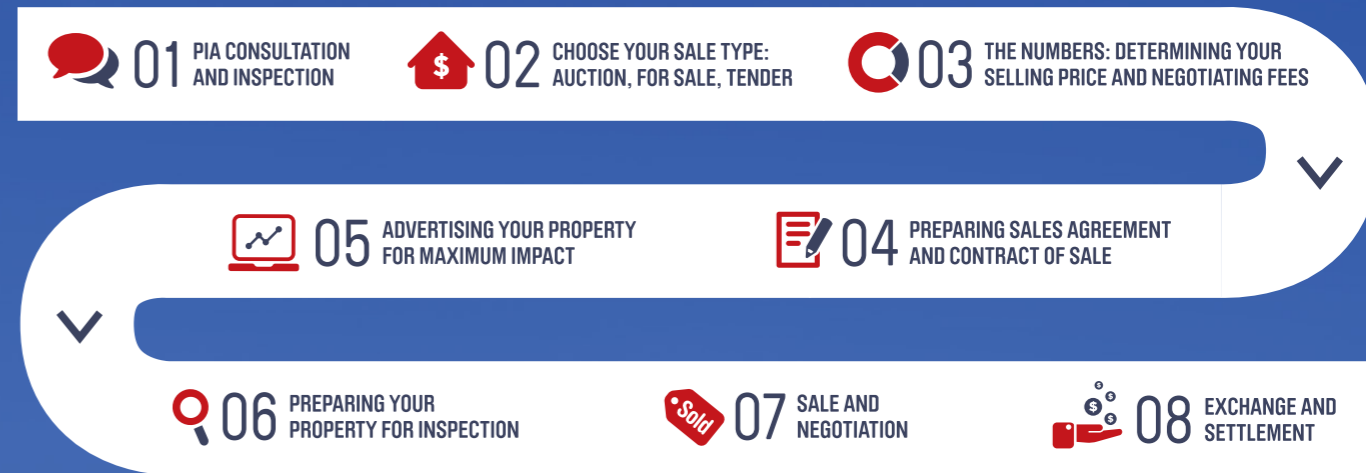 01 PIA CONSULTATION
AND INSPECTION
$
02 CHOOSE YOUR SALE TYPE:
AUCTION, FOR SALE, TENDER
03 THE NUMBERS: DETERMINING YOUR
SELLING PRICE AND NEGOTIATING FEES
04 PREPARING SALES AGREEMENT
AND CONTRACT OF SALE
05 ADVERTISING YOUR PROPERTY
FOR MAXIMUM IMPACT
06 PREPARING YOUR
PROPERTY FOR INSPECTION
Sold
07 SALE AND
NEGOTIATION
$ $ $ $
08 EXCHANGE AND
SETTLEMENT